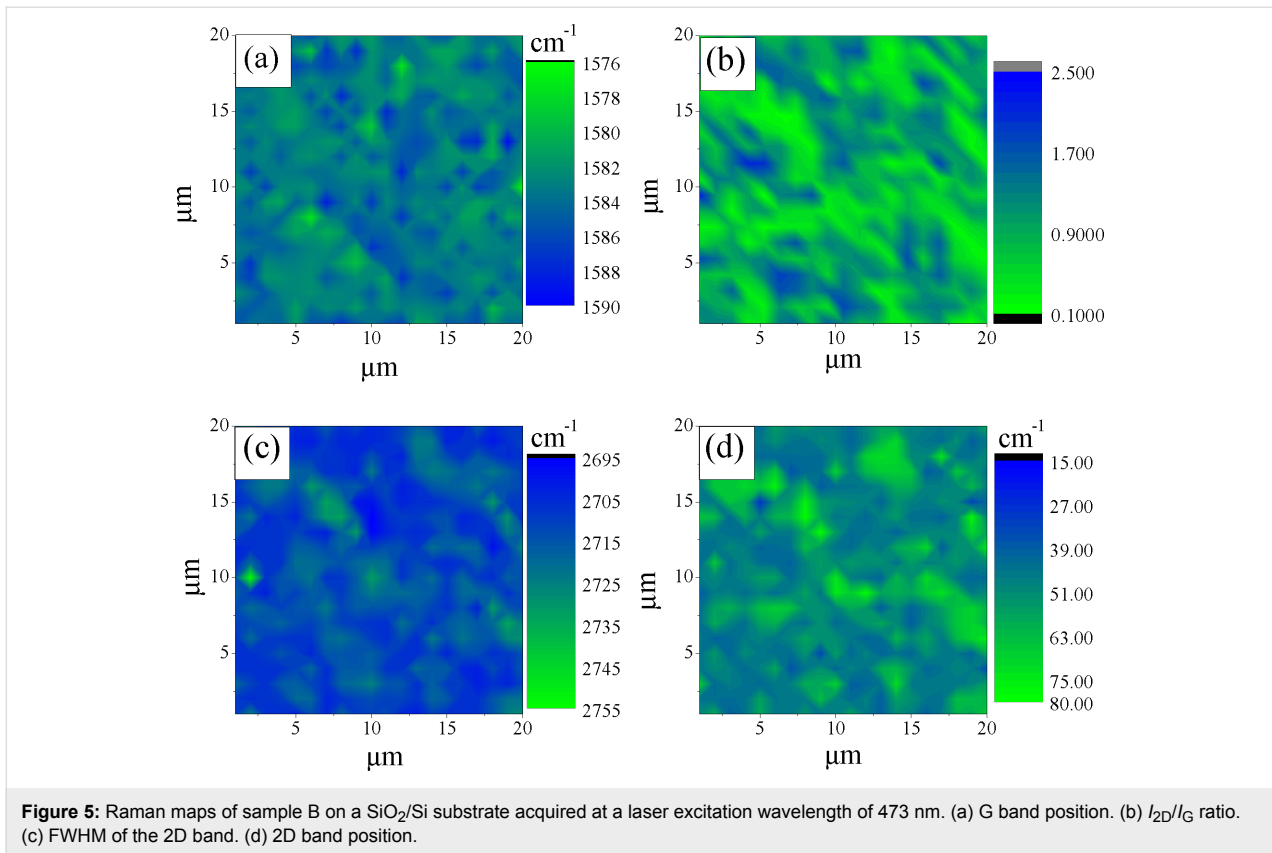 (a)
20
15
10
5
µm
5 10 15 20
µm
cm-1
1576
1578
1580
1582
1584
1586
1588
1590
(b)
20
15
10
5
µm
5 10 15 20
µm
2.500
1.700
0.9000
0.1000
(c)
20
15
10
5
µm
5 10 15 20
µm
cm-1
2695
2705
2715
2725
2735
2745
2755
(d)
20
15
10
5
µm
5 10 15 20
µm
cm-1
15.00
27.00
39.00
51.00
63.00
75.00
80.00
Figure 5: Raman maps of sample B on a SiO2/Si substrate acquired at a laser excitation wavelength of 473 nm. (a) G band position. (b) I2D/IG ratio.
(c) FWHM of the 2D band. (d) 2D band position.